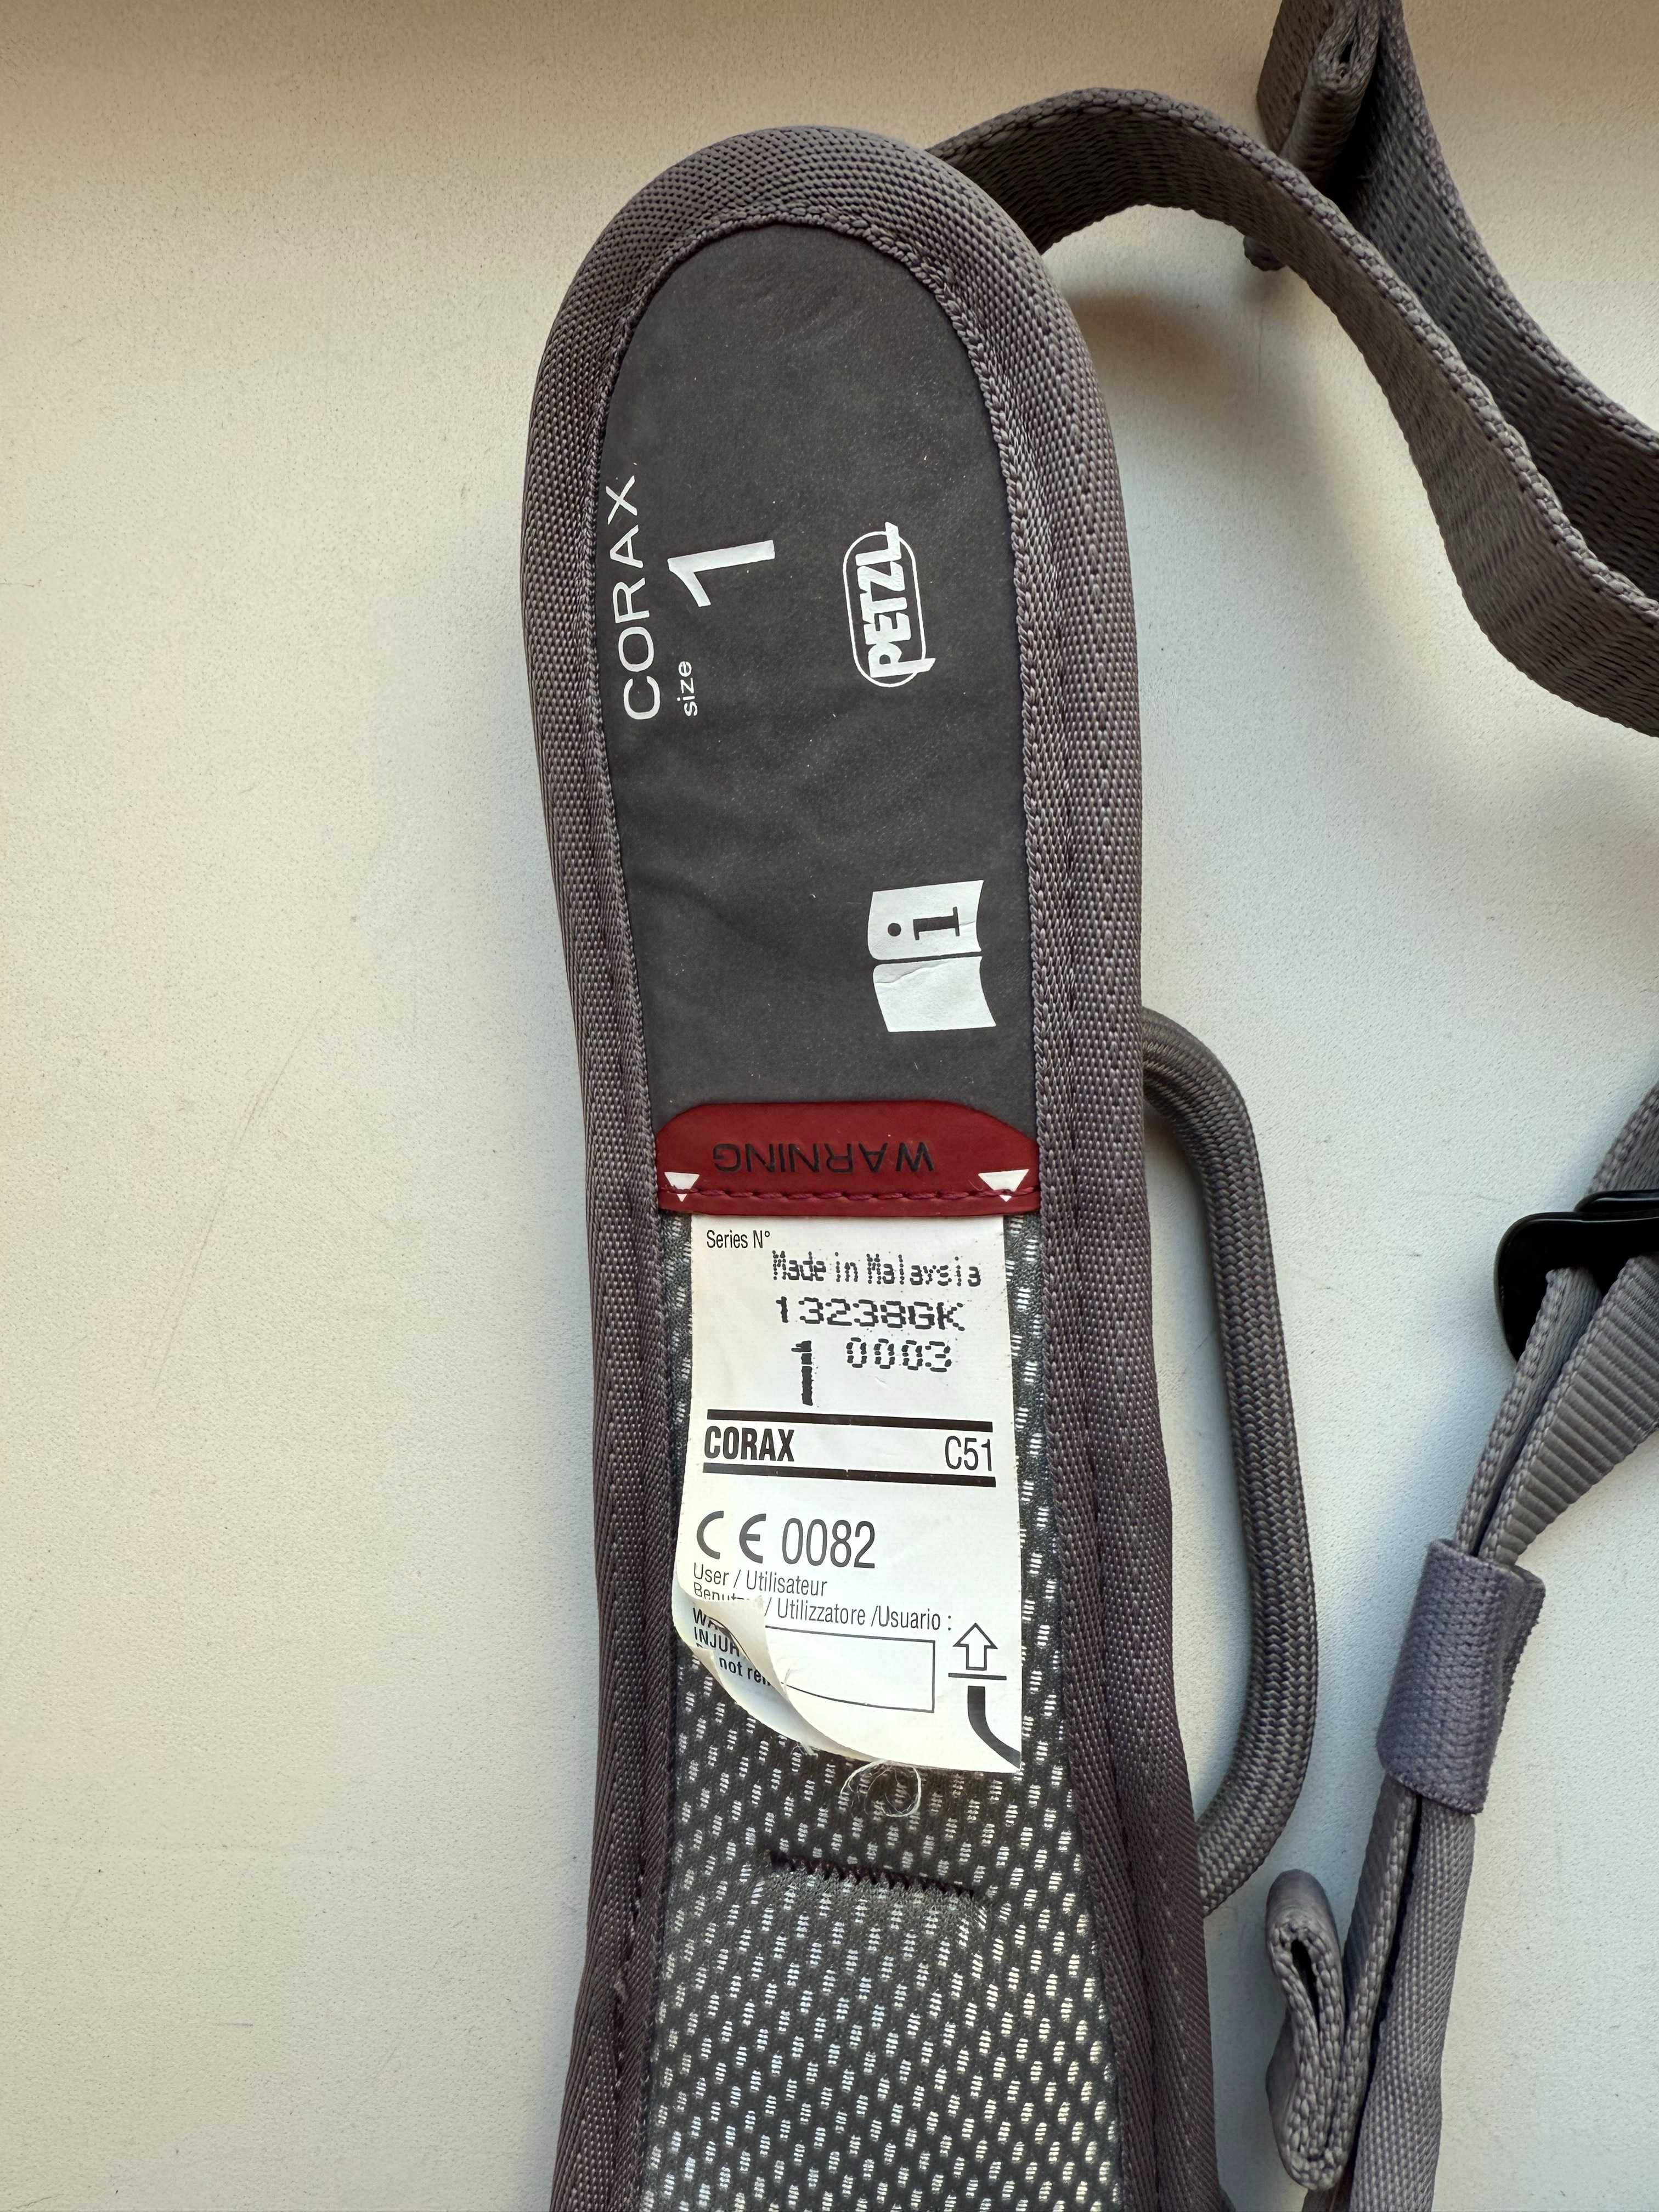 CORAX
size 1
PETZL
i
WARNING
Series N°
Made in Malaysia
13238GK
1 0003
CORAX C51
CE 0082
User / Utilisateur
/ Utilizzatore /Usuario :
not